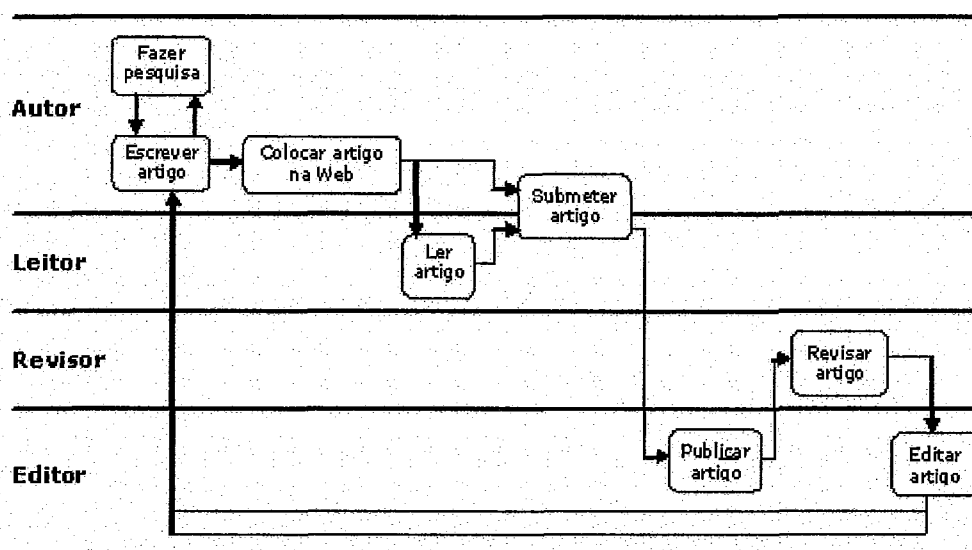 Fazer
pesquisa
Autor
Escrever
artigo
Colocar artigo
na Web
Submeter
artigo
Leitor
Ler
artigo
Revisor
Revisar
artigo
Editor
Publicar
artigo
Editar
artigo